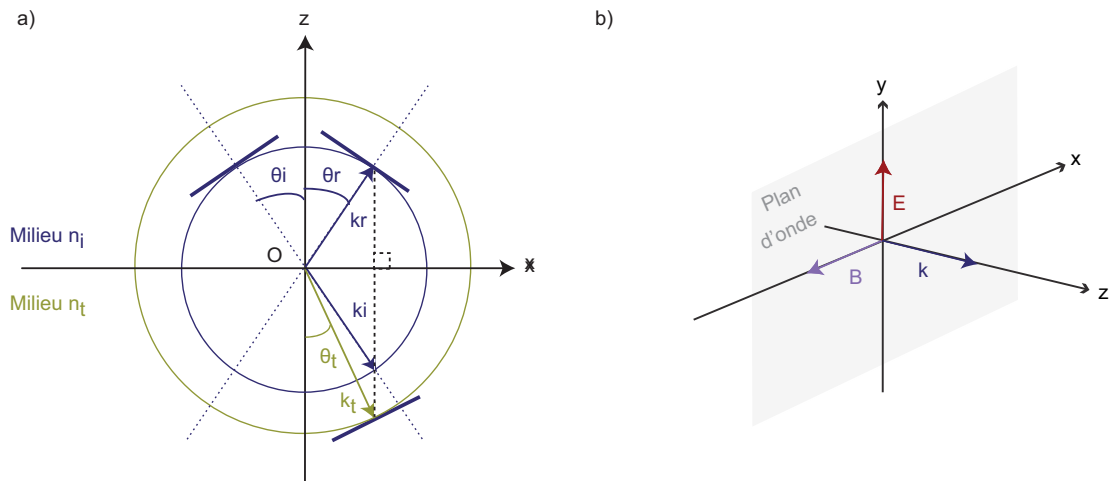 a)
z
θi
θr
kr
Milieu nᵢ
O
x
Milieu nₜ
ki
θₜ
kₜ
b)
y
x
Plan
d'onde
E
B
k
z